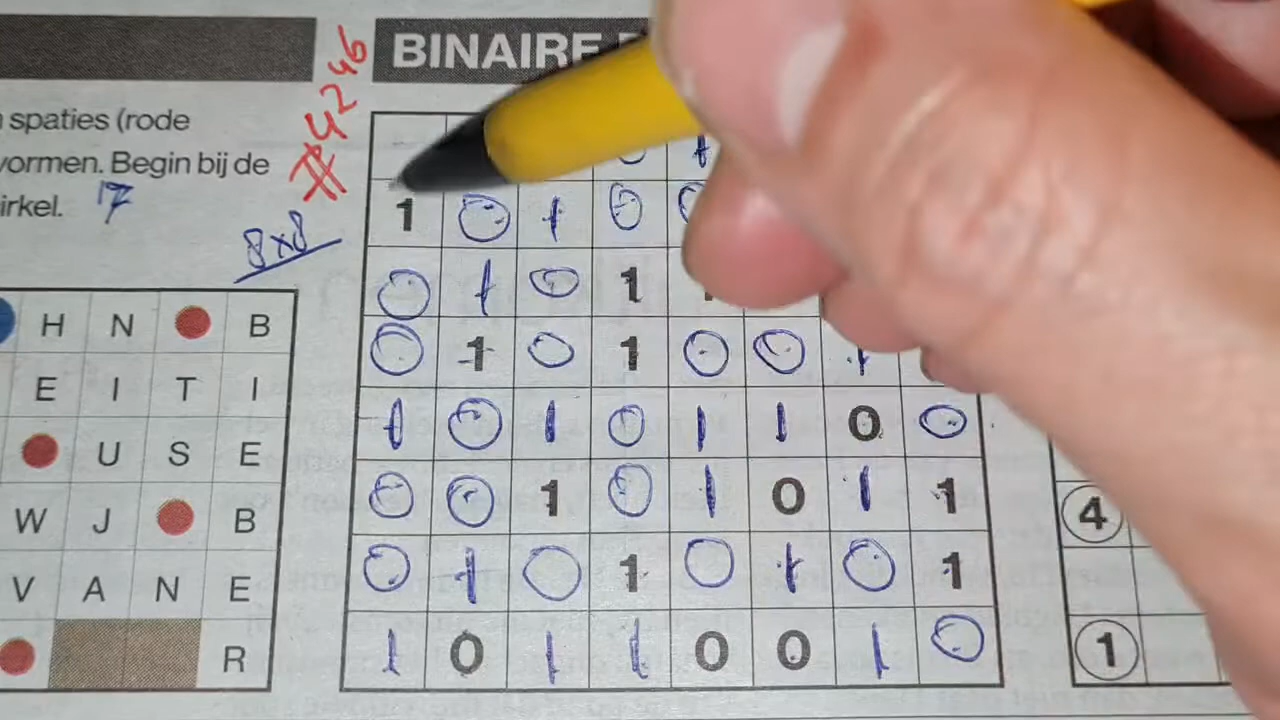 BINAIRE
#4246
n spaties (rode
vormen. Begin bij de
irkel. 17
8x8
1 0 1 0 0
0 1 0 1
0 1 0 1 0 0 1
1 0 1 0 1 1 0 0
0 0 1 0 1 0 1 1
0 1 0 1 0 1 0 1
1 0 1 1 0 0 1 0
H N B
E I T I
U S E
W J B
V A N E
R
4
1